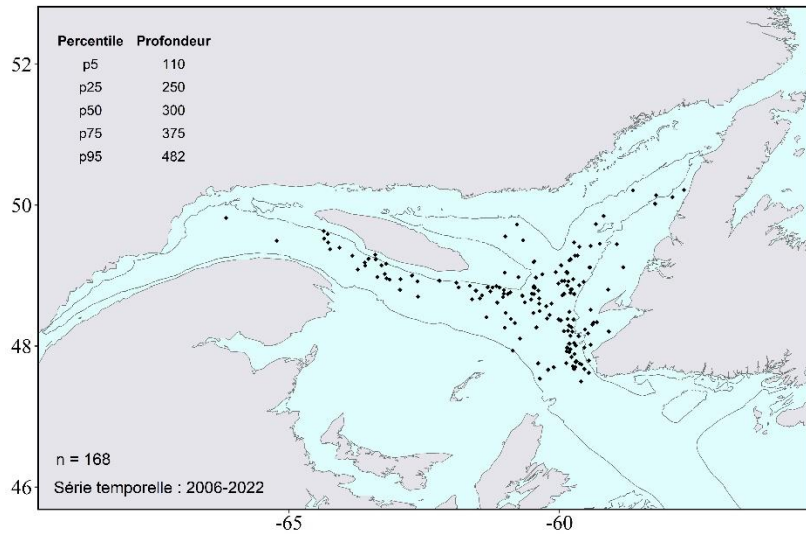 Percentile Profondeur
p5 110
p25 250
p50 300
p75 375
p95 482
52
50
48
46
n = 168
Série temporelle : 2006-2022
-65 -60